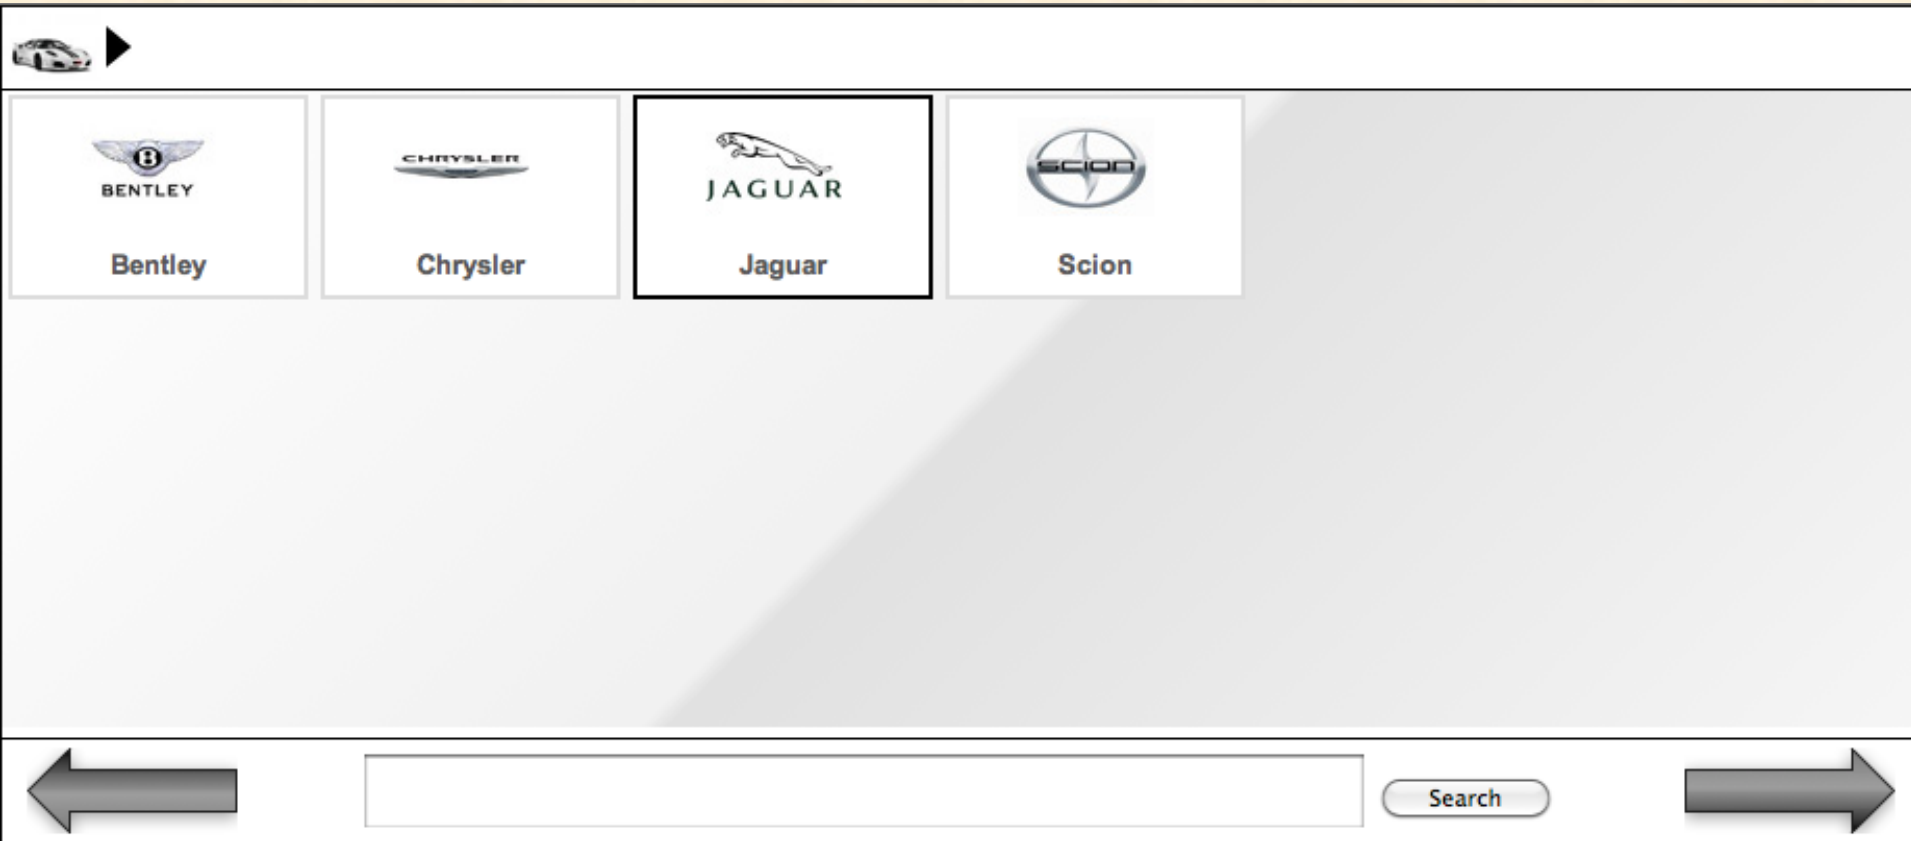 BENTLEY
Bentley
CHRYSLER
Chrysler
JAGUAR
Jaguar
SCION
Scion
Search